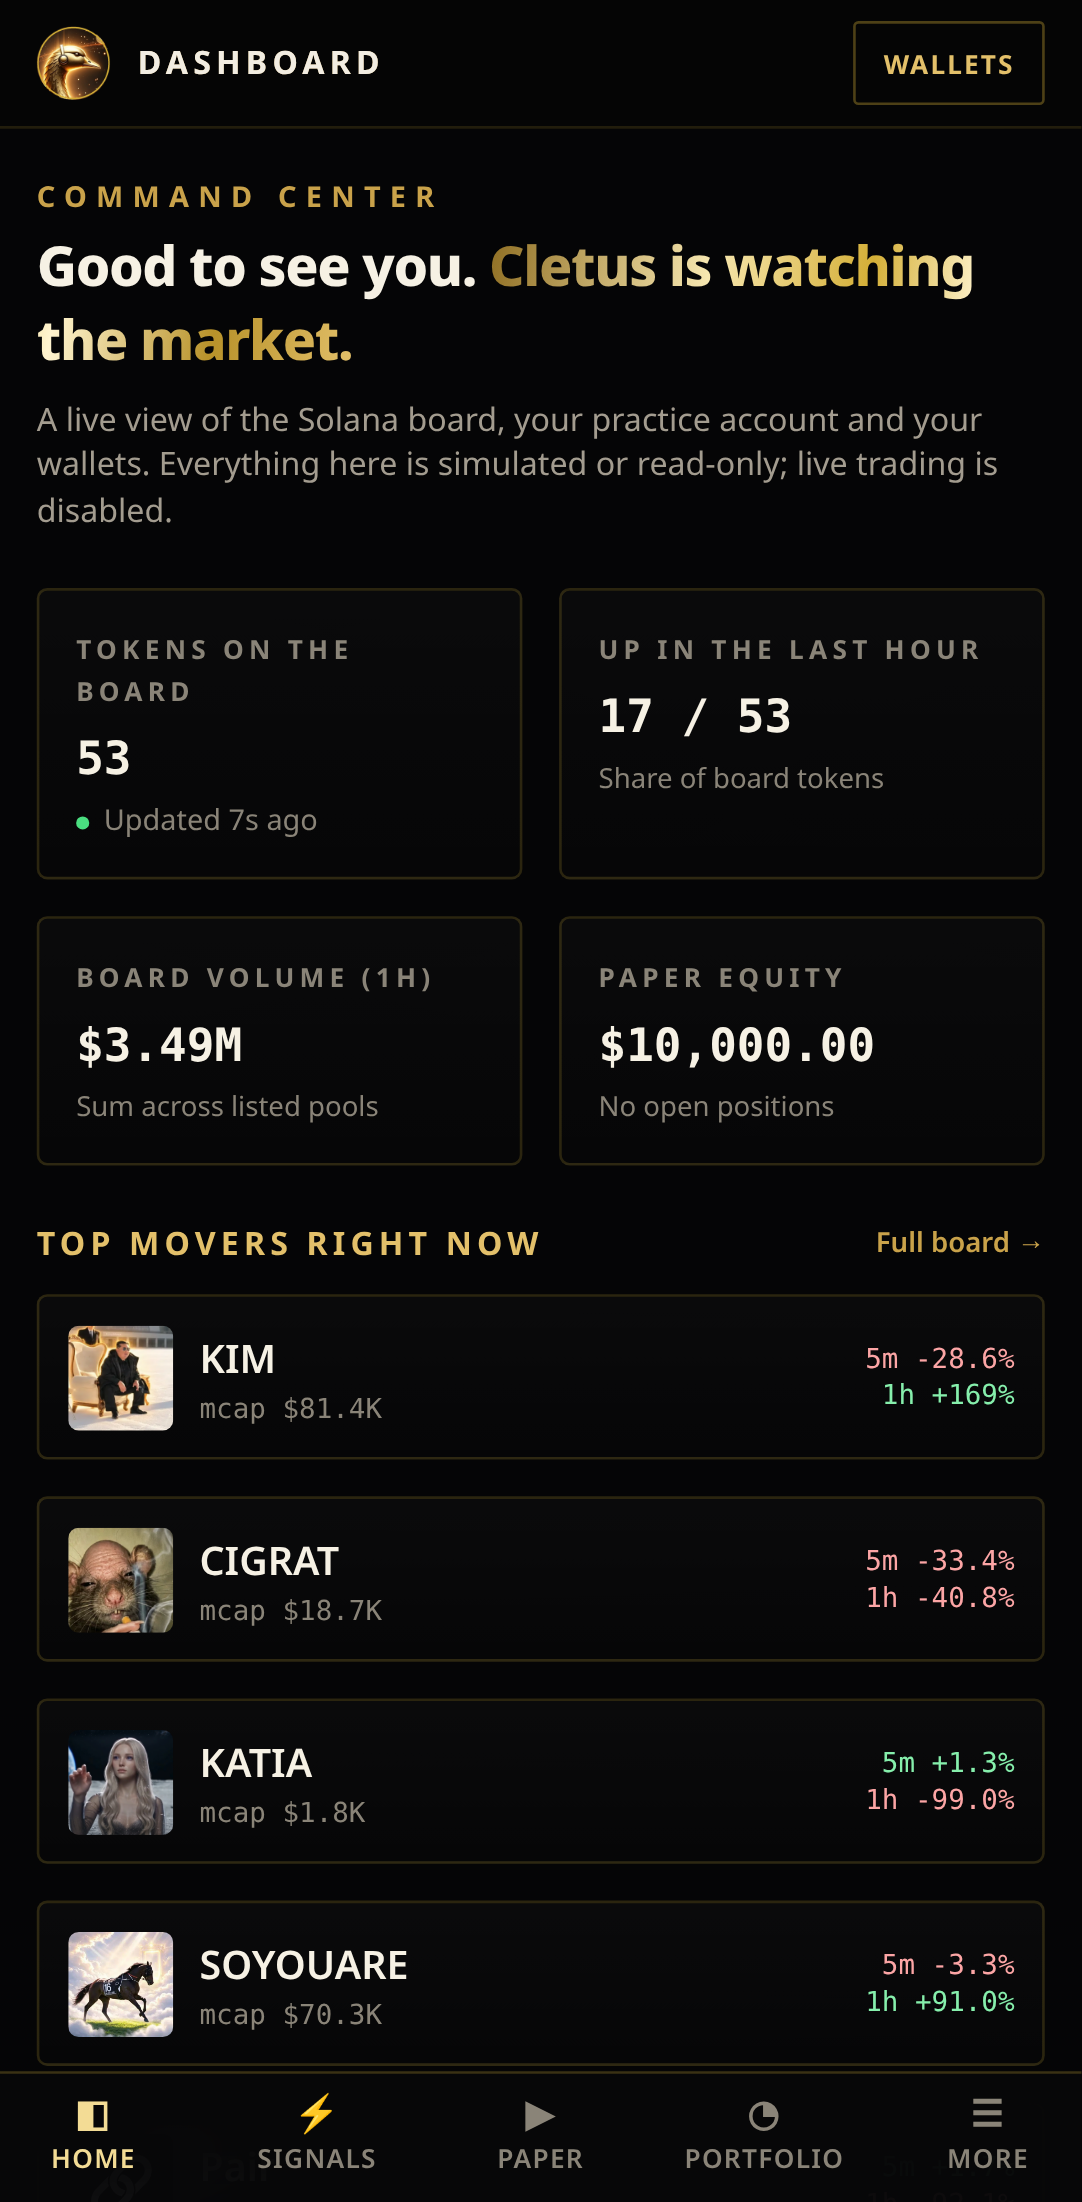 DASHBOARD
WALLETS
COMMAND CENTER
Good to see you. Cletus is watching
the market.
A live view of the Solana board, your practice account and your
wallets. Everything here is simulated or read-only; live trading is
disabled.
TOKENS ON THE
BOARD
53
Updated 7s ago
UP IN THE LAST HOUR
17 / 53
Share of board tokens
BOARD VOLUME (1H)
$3.49M
Sum across listed pools
PAPER EQUITY
$10,000.00
No open positions
TOP MOVERS RIGHT NOW
Full board →
KIM
mcap $81.4K
5m -28.6%
1h +169%
CIGRAT
mcap $18.7K
5m -33.4%
1h -40.8%
KATIA
mcap $1.8K
5m +1.3%
1h -99.0%
SOYOUARE
mcap $70.3K
5m -3.3%
1h +91.0%
HOME
SIGNALS
PAPER
PORTFOLIO
MORE